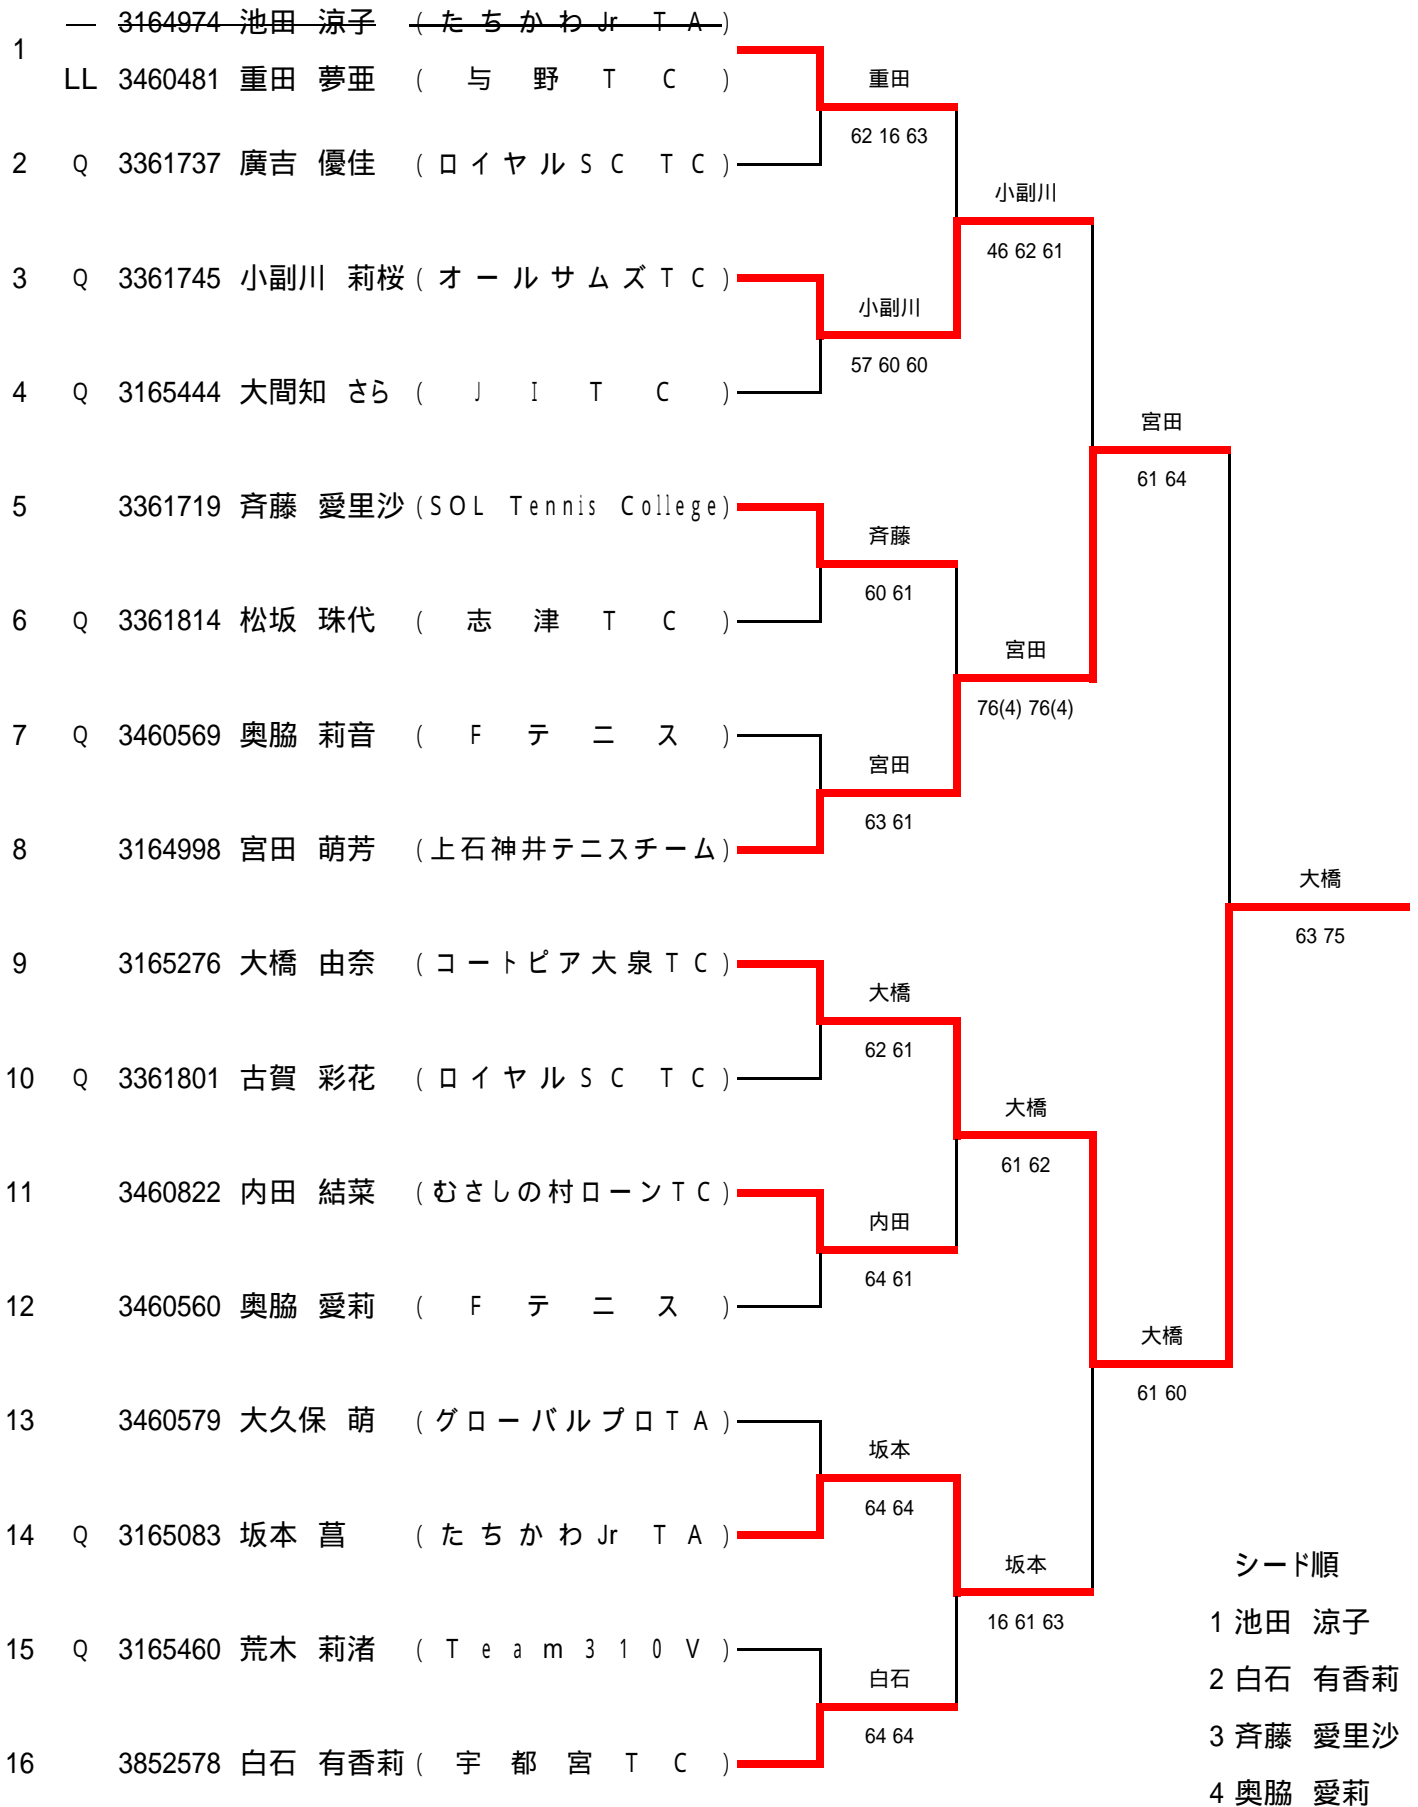 ― 3164974 池田 涼子 (たちかわJr TA)
1
LL 3460481 重田 夢亜 (与野TC)
重田
62 16 63
2 Q 3361737 廣吉 優佳 (ロイヤルSC TC)
小副川
46 62 61
3 Q 3361745 小副川 莉桜 (オールサムズTC)
小副川
57 60 60
4 Q 3165444 大間知 さら (JITC)
宮田
61 64
5 3361719 斉藤 愛里沙 (SOL Tennis College)
斉藤
60 61
6 Q 3361814 松坂 珠代 (志津TC)
宮田
76(4) 76(4)
7 Q 3460569 奥脇 莉音 (Fテニス)
宮田
63 61
8 3164998 宮田 萌芳 (上石神井テニスチーム)
大橋
63 75
9 3165276 大橋 由奈 (コートピア大泉TC)
大橋
62 61
10 Q 3361801 古賀 彩花 (ロイヤルSC TC)
大橋
61 62
11 3460822 内田 結菜 (むさしの村ローンTC)
内田
64 61
12 3460560 奥脇 愛莉 (Fテニス)
大橋
61 60
13 3460579 大久保 萌 (グローバルプロTA)
坂本
64 64
14 Q 3165083 坂本 菖 (たちかわJr TA)
坂本
16 61 63
15 Q 3165460 荒木 莉渚 (Team310V)
白石
64 64
16 3852578 白石 有香莉 (宇都宮TC)
シード順
1 池田 涼子
2 白石 有香莉
3 斉藤 愛里沙
4 奥脇 愛莉